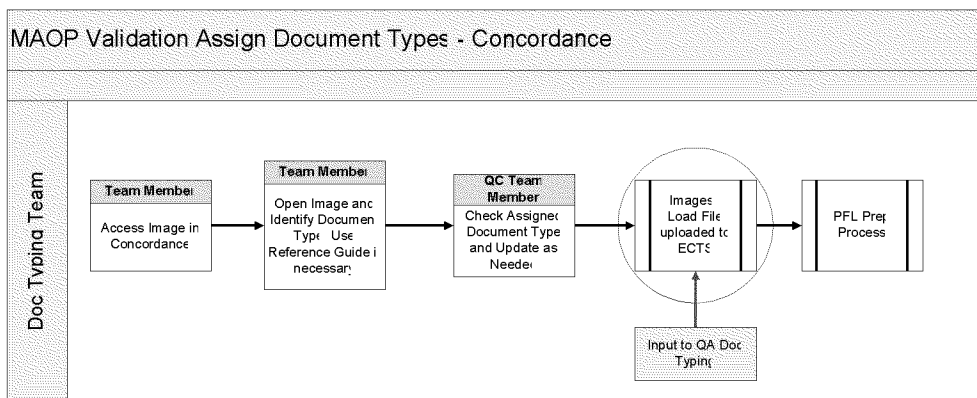 MAOP Validation Assign Document Types - Concordance
Doc Typing Team
Team Member
Access Image in
Concordance
Team Member
Open Image and
Identify Document
Type Use
Reference Guide i
necessary
QC Team
Member
Check Assigned
Document Type
and Update as
Needed
Images
Load File
uploaded to
ECTS
PFL Prep
Process
Input to QA Doc
Typing